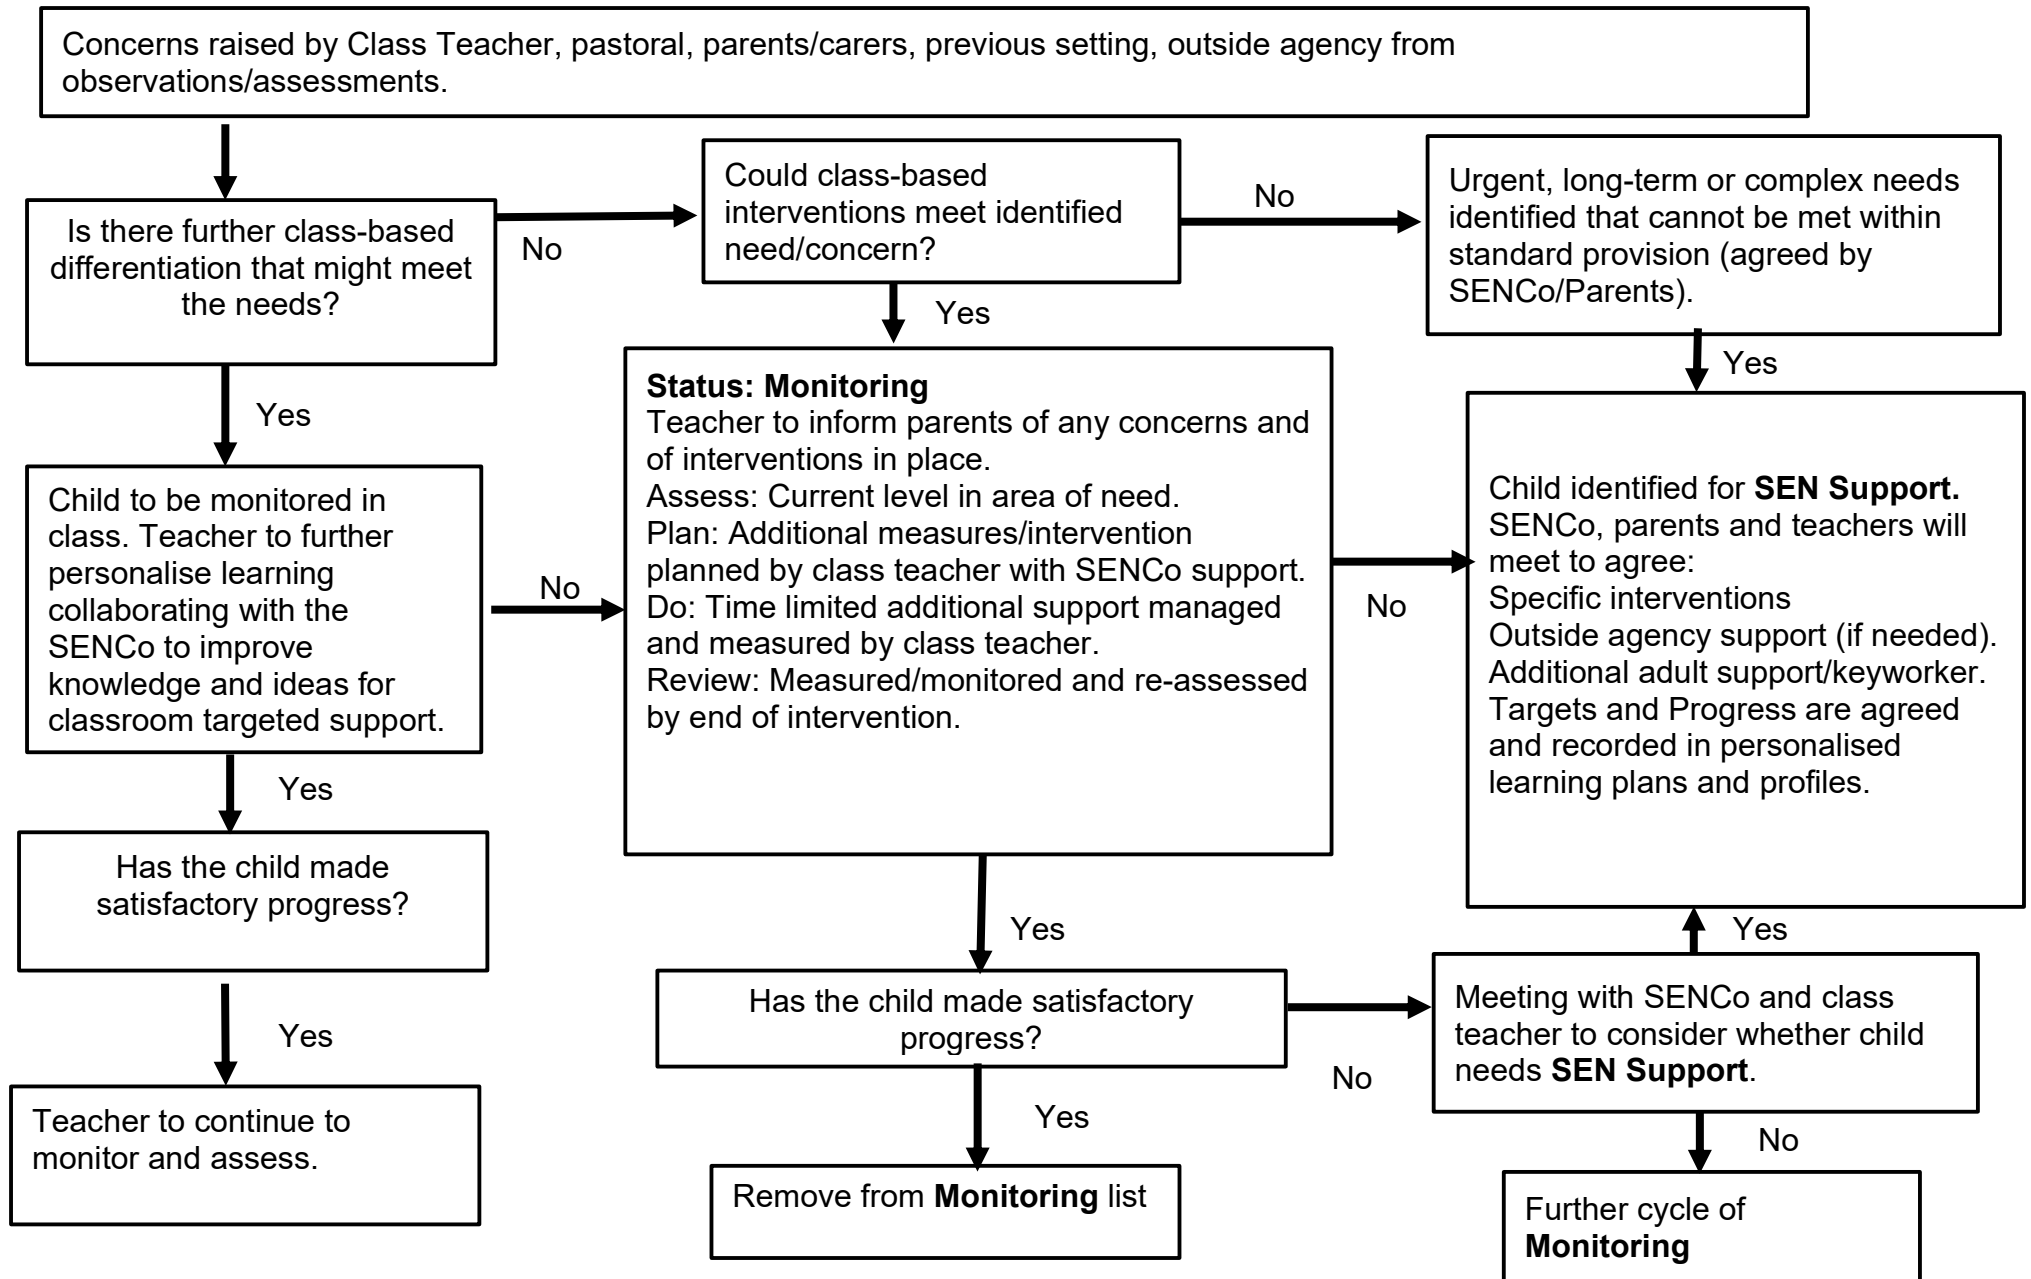 Concerns raised by Class Teacher, pastoral, parents/carers, previous setting, outside agency from
observations/assessments.
Is there further class-based
differentiation that might meet
the needs?
No
Could class-based
interventions meet identified
need/concern?
No
Urgent, long-term or complex needs
identified that cannot be met within
standard provision (agreed by
SENCo/Parents).
Yes
Yes
Yes
Child to be monitored in
class. Teacher to further
personalise learning
collaborating with the
SENCo to improve
knowledge and ideas for
classroom targeted support.
No
Status: Monitoring
Teacher to inform parents of any concerns and
of interventions in place.
Assess: Current level in area of need.
Plan: Additional measures/intervention
planned by class teacher with SENCo support.
Do: Time limited additional support managed
and measured by class teacher.
Review: Measured/monitored and re-assessed
by end of intervention.
No
Child identified for SEN Support.
SENCo, parents and teachers will
meet to agree:
Specific interventions
Outside agency support (if needed).
Additional adult support/keyworker.
Targets and Progress are agreed
and recorded in personalised
learning plans and profiles.
Yes
Has the child made
satisfactory progress?
Yes
Teacher to continue to
monitor and assess.
Yes
Has the child made satisfactory
progress?
No
Yes
Remove from Monitoring list
Yes
Meeting with SENCo and class
teacher to consider whether child
needs SEN Support.
No
Further cycle of
Monitoring